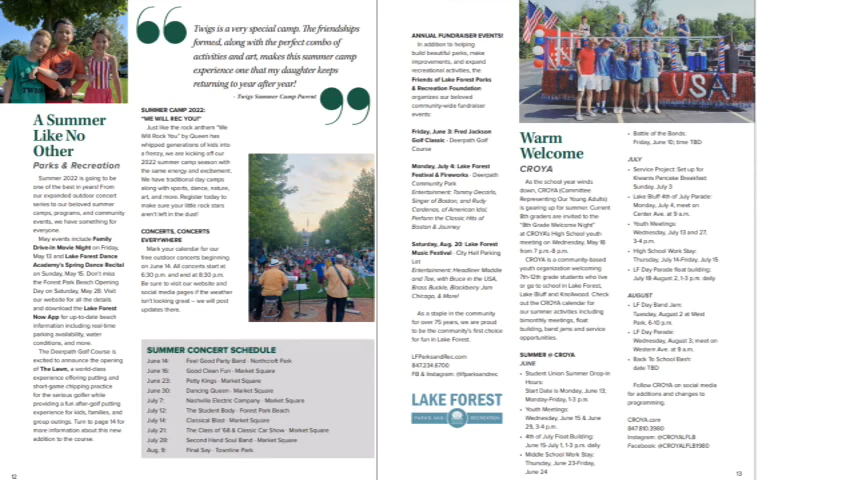 Twigs is a very special camp. The friendships
formed, along with the perfect combo of
activities and art, makes this summer camp
experience one that my daughter keeps
returning to year after year!
- Twigs Summer Camp Parent
A Summer
Like No
Other
Parks & Recreation
Summer 2022 is going to be
one of the best in years! From
our expanded outdoor concert
series to our beloved summer
camps, programs, and community
events, we have something for
everyone.
May events include Family
Drive-In Movie Night on Friday,
May 13 and Lake Forest Dance
Academy's Spring Dance Recital
on Sunday, May 15. Don't miss
the Forest Park Beach Opening
Day on Saturday, May 28. Visit
our website for all the details
and download the Lake Forest
Now App for up-to-date beach
information including real-time
parking availability, water
conditions, and more.
The Deerpath Golf Course is
excited to announce the opening
of The Lawn, a world-class
experience offering putting and
short-game chipping practice
for the serious golfer while
providing a fun after-golf putting
experience for kids, families, and
group outings. Turn to page 14 for
more information about this new
addition to the course.
SUMMER CAMP 2022:
"WE WILL REC YOU!"
Just like the rock anthem "We
Will Rock You" by Queen has
whipped generations of kids into
a frenzy, we are kicking off our
2022 summer camp season with
the same energy and excitement.
We have traditional day camps
along with sports, dance, nature,
art, and more. Register today to
make sure your little rock stars
aren't left in the dust!
CONCERTS, CONCERTS
EVERYWHERE
Mark your calendar for our
free outdoor concerts beginning
on June 14. All concerts start at
6:30 p.m. and end at 8:30 p.m.
Be sure to visit our website and
social media pages if the weather
isn't looking great – we will post
updates there.
SUMMER CONCERT SCHEDULE
June 14: Feel Good Party Band · Northcroft Park
June 16: Good Clean Fun · Market Square
June 23: Petty Kings · Market Square
June 30: Dancing Queen · Market Square
July 7: Nashville Electric Company · Market Square
July 12: The Student Body · Forest Park Beach
July 14: Classical Blast · Market Square
July 21: The Class of '68 & Classic Car Show · Market Square
July 28: Second Hand Soul Band · Market Square
Aug. 9: Final Say · Townline Park
12
ANNUAL FUNDRAISER EVENTS!
In addition to helping
build beautiful parks, make
improvements, and expand
recreational activities, the
Friends of Lake Forest Parks
& Recreation Foundation
organizes our beloved
community-wide fundraiser
events:
Friday, June 3: Fred Jackson
Golf Classic · Deerpath Golf
Course
Monday, July 4: Lake Forest
Festival & Fireworks · Deerpath
Community Park
Entertainment: Tommy DeCarlo,
Singer of Boston, and Rudy
Cardenas, of American Idol,
Perform the Classic Hits of
Boston & Journey
Saturday, Aug. 20: Lake Forest
Music Festival · City Hall Parking
Lot
Entertainment: Headliner Maddie
and Tae, with Bruce in the USA,
Brass Buckle, Blackberry Jam
Chicago, & More!
As a staple in the community
for over 75 years, we are proud
to be the community's first choice
for fun in Lake Forest.
LFParksandRec.com
847.234.6700
FB & Instagram: @lfparksandrec
LAKE FOREST
PARKS AND RECREATION
USA!
Warm
Welcome
CROYA
As the school year winds
down, CROYA (Committee
Representing Our Young Adults)
is gearing up for summer. Current
8th graders are invited to the
"8th Grade Welcome Night"
at CROYA's High School youth
meeting on Wednesday, May 18
from 7 p.m.-8 p.m.
CROYA is a community-based
youth organization welcoming
7th-12th grade students who live
or go to school in Lake Forest,
Lake Bluff and Knollwood. Check
out the CROYA calendar for
our summer activities including
bimonthly meetings, float
building, band jams and service
opportunities.
SUMMER @ CROYA
JUNE
• Student Union Summer Drop-in
Hours:
Start Date is Monday, June 13;
Monday-Friday, 1-3 p.m.
• Youth Meetings:
Wednesday, June 15 & June
29, 3-4 p.m.
• 4th of July Float Building:
June 15-July 1, 1-3 p.m. daily
• Middle School Work Stay:
Thursday, June 23-Friday,
June 24
• Battle of the Bands:
Friday, June 10; time TBD
JULY
• Service Project: Set up for
Kiwanis Pancake Breakfast:
Sunday, July 3
• Lake Bluff 4th of July Parade:
Monday, July 4, meet on
Center Ave. at 9 a.m.
• Youth Meetings:
Wednesday, July 13 and 27,
3-4 p.m.
• High School Work Stay:
Thursday, July 14-Friday, July 15
• LF Day Parade float building:
July 18-August 2, 1-3 p.m. daily
AUGUST
• LF Day Band Jam:
Tuesday, August 2 at West
Park, 6-10 p.m.
• LF Day Parade:
Wednesday, August 3; meet on
Western Ave. at 9 a.m.
• Back To School Bash:
date TBD
Follow CROYA on social media
for additions and changes to
programming.
CROYA.com
847.810.3980
Instagram: @CROYALFLB
Facebook: @CROYALFLB1980
13